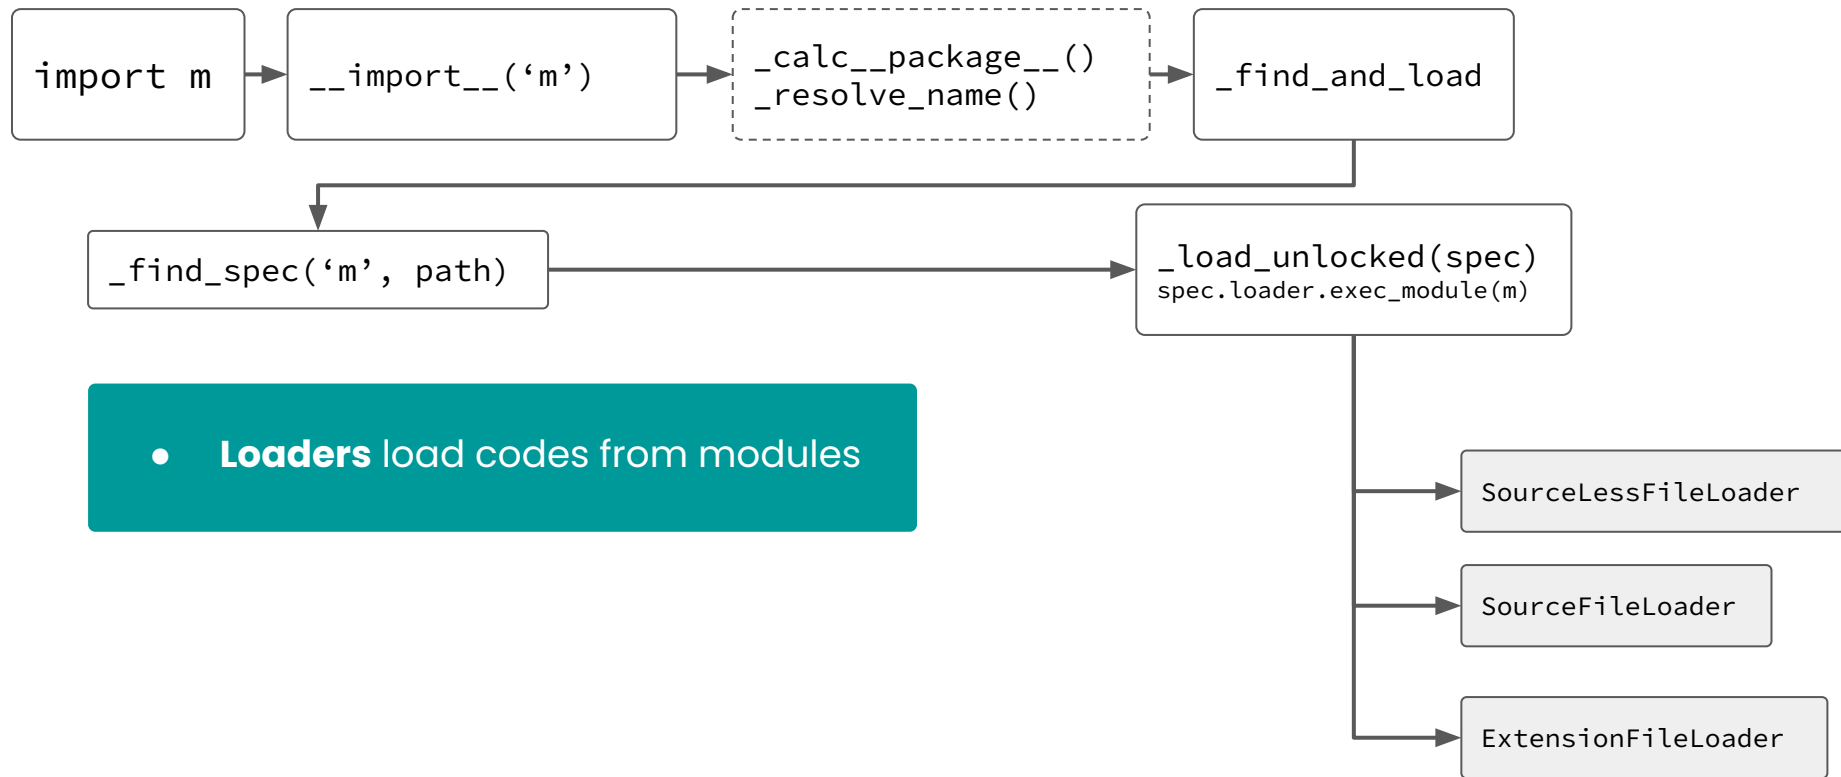 import m
__import__(‘m’)
_calc__package__()
_resolve_name()
_find_and_load
_find_spec(‘m’, path)
_load_unlocked(spec)
spec.loader.exec_module(m)
● Loaders load codes from modules
SourceLessFileLoader
SourceFileLoader
ExtensionFileLoader